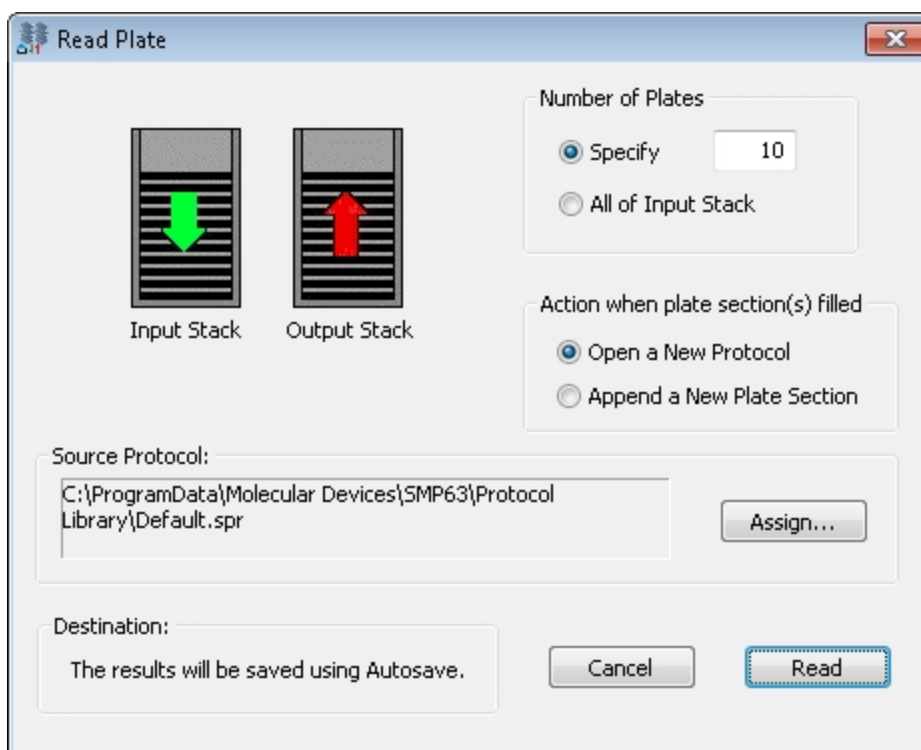 Read Plate
Number of Plates
Specify 10
All of Input Stack
Input Stack
Output Stack
Action when plate section(s) filled
Open a New Protocol
Append a New Plate Section
Source Protocol:
C:\ProgramData\Molecular Devices\SMP63\Protocol
Library\Default.spr
Assign...
Destination:
The results will be saved using Autosave.
Cancel
Read